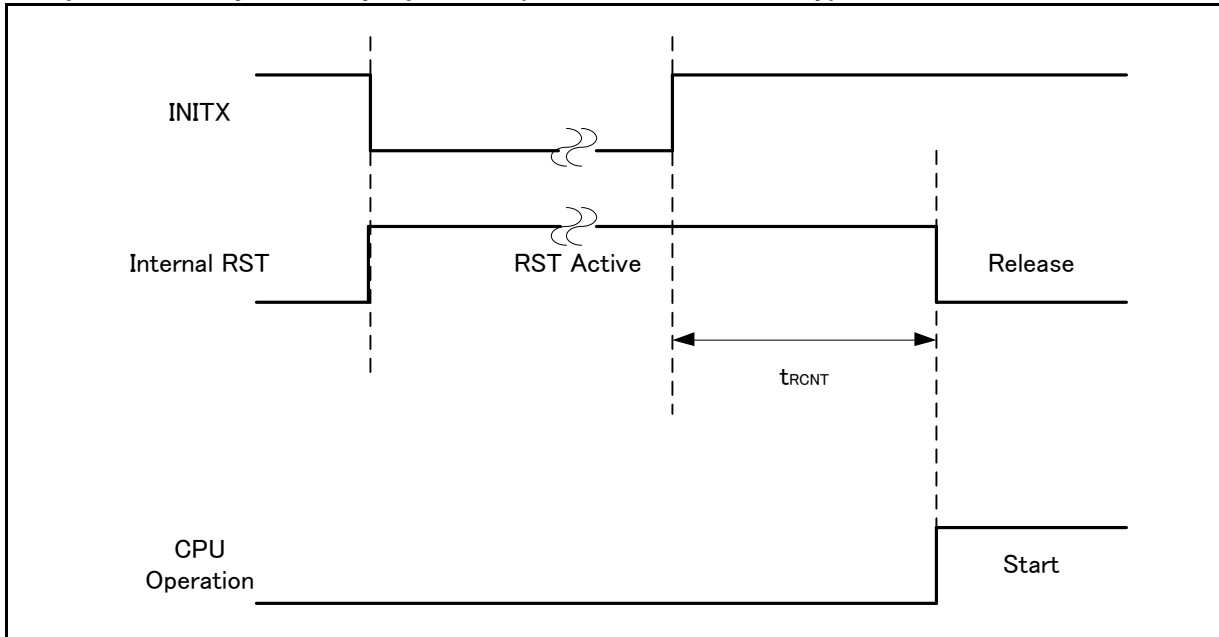 INITX
Internal RST
RST Active
Release
tRCNT
CPU
Operation
Start